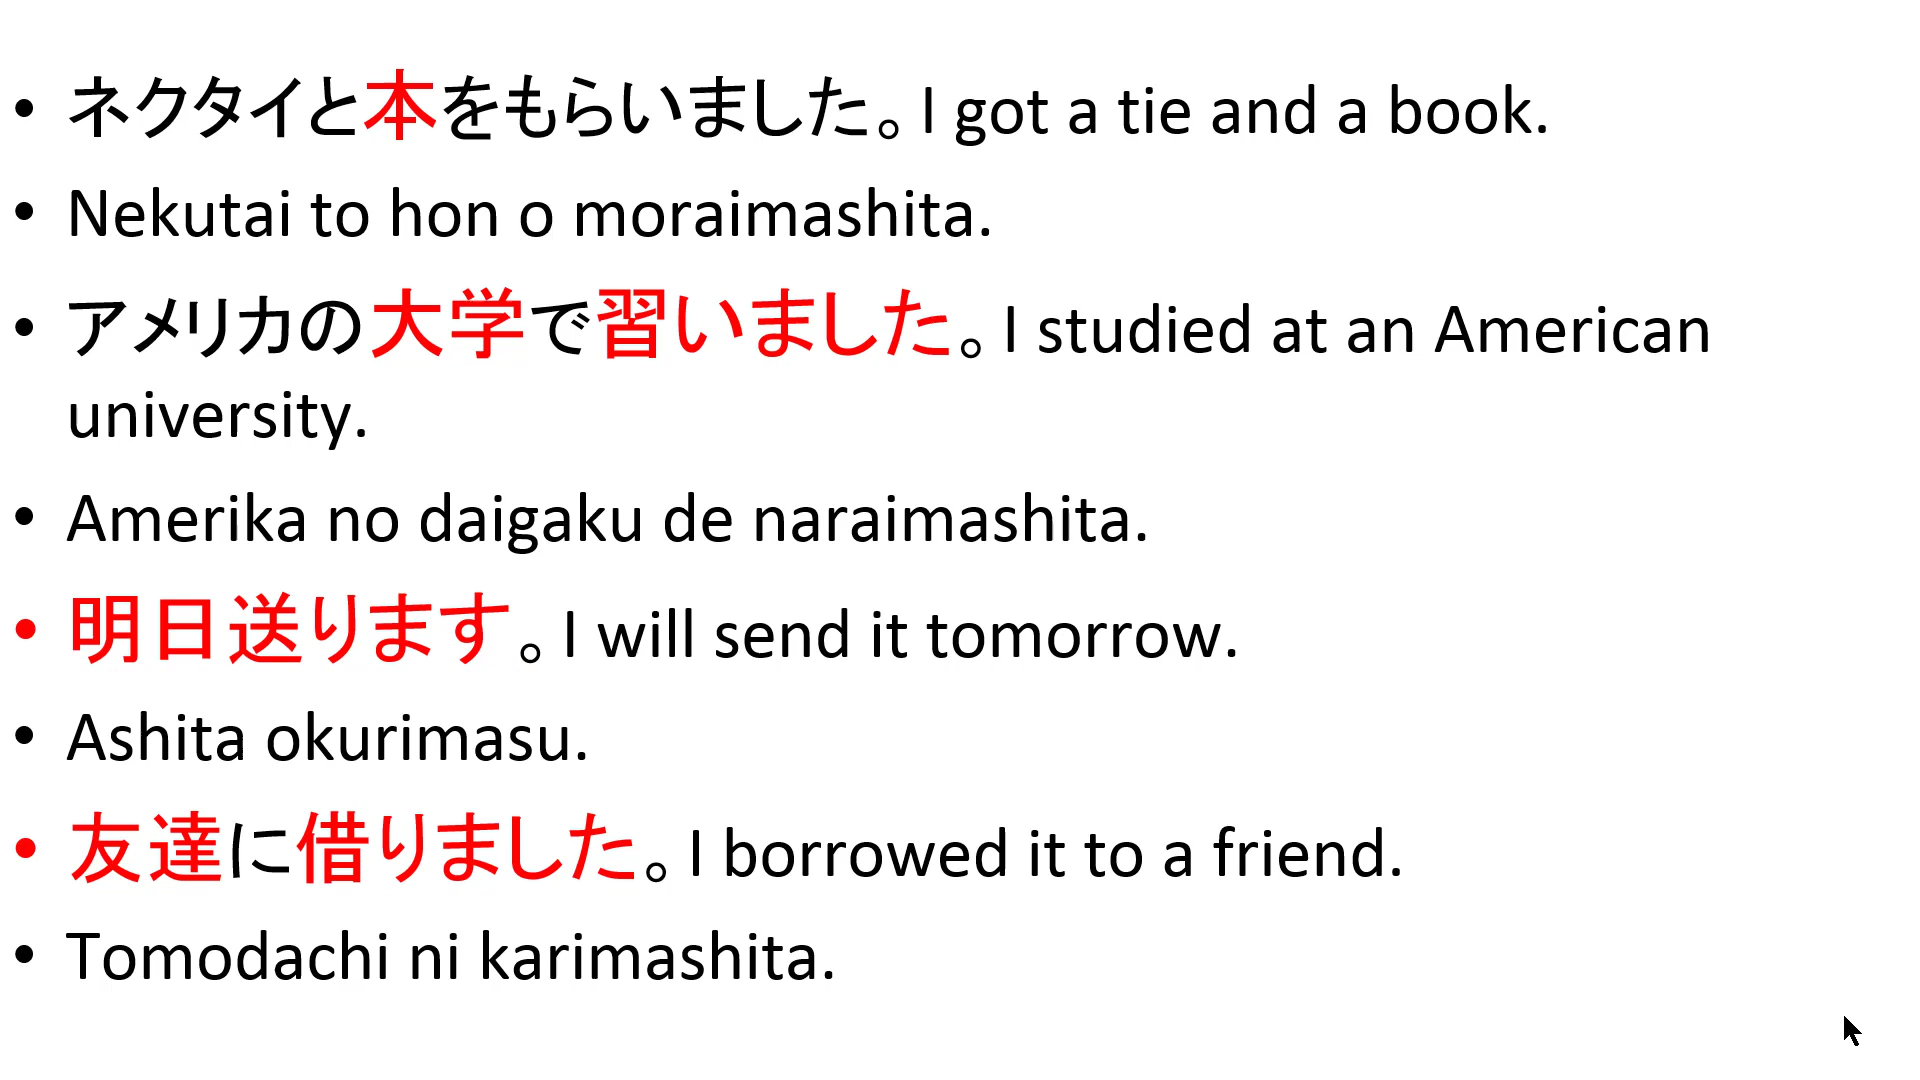 • ネクタイと本をもらいました。I got a tie and a book.
• Nekutai to hon o moraimashita.
• アメリカの大学で習いました。I studied at an American
university.
• Amerika no daigaku de naraimashita.
• 明日送ります。I will send it tomorrow.
• Ashita okurimasu.
• 友達に借りました。I borrowed it to a friend.
• Tomodachi ni karimashita.